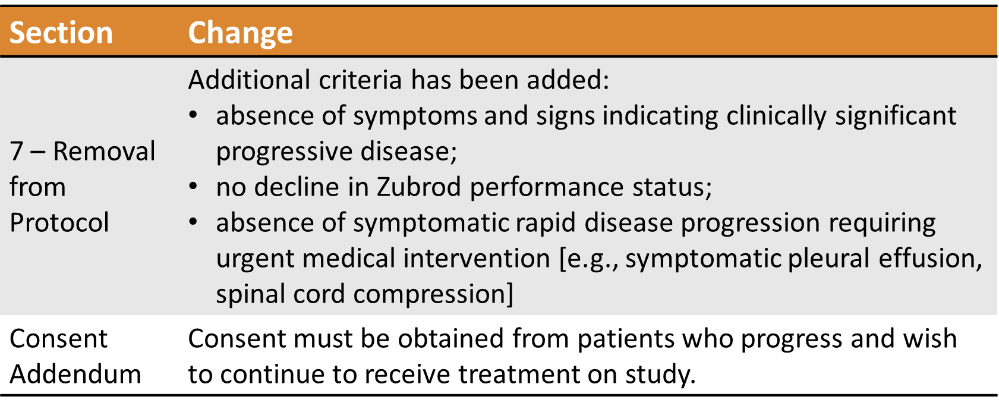 Section Change
7 – Removal
from
Protocol
Additional criteria has been added:
• absence of symptoms and signs indicating clinically significant
progressive disease;
• no decline in Zubrod performance status;
• absence of symptomatic rapid disease progression requiring
urgent medical intervention [e.g., symptomatic pleural effusion,
spinal cord compression]
Consent
Addendum
Consent must be obtained from patients who progress and wish
to continue to receive treatment on study.